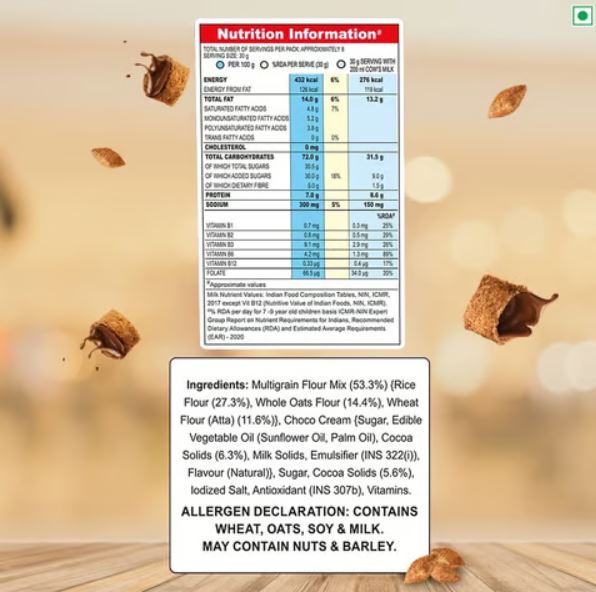 Nutrition Information#
TOTAL NUMBER OF SERVINGS PER PACK: APPROXIMATELY
SERVING SIZE: 30 g
PER 100 g %RDA PER SERVE (30 g) 30 g SERVING WITH
200 ml COW'S MILK
ENERGY 432 kcal 6% 276 kcal
ENERGY FROM FAT 126 kcal 119 kcal
TOTAL FAT 14.0 g 6% 13.2 g
SATURATED FATTY ACIDS 4.8 g 7%
MONOUNSATURATED FATTY ACIDS 5.2 g
POLYUNSATURATED FATTY ACIDS 3.8 g
TRANS FATTY ACIDS 0 g 0%
CHOLESTEROL 0 mg
TOTAL CARBOHYDRATES 72.0 g 31.5 g
OF WHICH TOTAL SUGARS 30.5 g
OF WHICH ADDED SUGARS 30.0 g 18% 9.0 g
OF WHICH DIETARY FIBRE 5.0 g 1.5 g
PROTEIN 7.0 g 8.6 g
SODIUM 300 mg 5% 150 mg
%RDA#
VITAMIN B1 0.7 mg 0.3 mg 25%
VITAMIN B2 0.8 mg 0.5 mg 29%
VITAMIN B3 9.1 mg 2.9 mg 26%
VITAMIN B6 4.2 mg 1.3 mg 89%
VITAMIN B12 0.33 µg 0.4 µg 17%
FOLATE 66.5 µg 34.0 µg 20%
#Approximate values
Milk Nutrient Values: Indian Food Composition Tables, NIN, ICMR,
2017 except Vit B12 (Nutritive Value of Indian Foods, NIN, ICMR).
% RDA per day for 7 -9 year old children basis ICMR-NIN Expert
Group Report on Nutrient Requirements for Indians, Recommended
Dietary Allowances (RDA) and Estimated Average Requirements
(EAR) - 2020
Ingredients: Multigrain Flour Mix (53.3%) {Rice
Flour (27.3%), Whole Oats Flour (14.4%), Wheat
Flour (Atta) (11.6%)}, Choco Cream {Sugar, Edible
Vegetable Oil (Sunflower Oil, Palm Oil), Cocoa
Solids (6.3%), Milk Solids, Emulsifier (INS 322(i)),
Flavour (Natural)}, Sugar, Cocoa Solids (5.6%),
Iodized Salt, Antioxidant (INS 307b), Vitamins.
ALLERGEN DECLARATION: CONTAINS
WHEAT, OATS, SOY & MILK.
MAY CONTAIN NUTS & BARLEY.